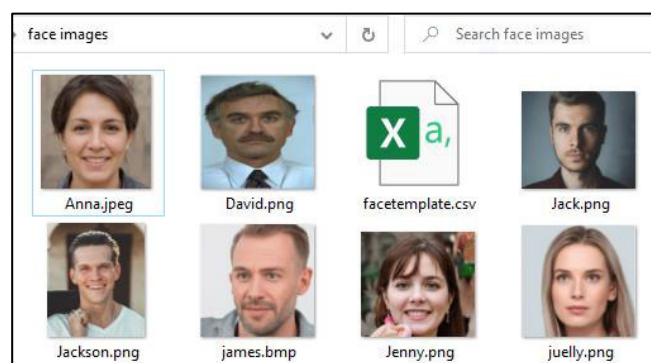 face images
Search face images
X a,
Anna.jpeg
David.png
facetemplate.csv
Jack.png
Jackson.png
james.bmp
Jenny.png
juelly.png